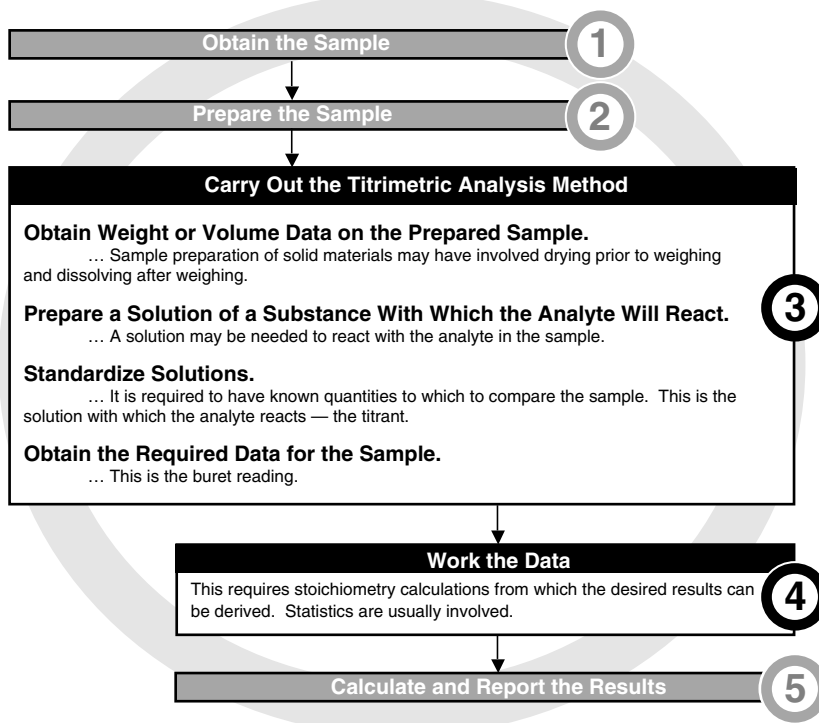 Obtain the Sample
1
Prepare the Sample
2
Carry Out the Titrimetric Analysis Method
Obtain Weight or Volume Data on the Prepared Sample.
… Sample preparation of solid materials may have involved drying prior to weighing
and dissolving after weighing.
Prepare a Solution of a Substance With Which the Analyte Will React.
… A solution may be needed to react with the analyte in the sample.
3
Standardize Solutions.
… It is required to have known quantities to which to compare the sample. This is the
solution with which the analyte reacts — the titrant.
Obtain the Required Data for the Sample.
… This is the buret reading.
Work the Data
This requires stoichiometry calculations from which the desired results can
be derived. Statistics are usually involved.
4
Calculate and Report the Results
5